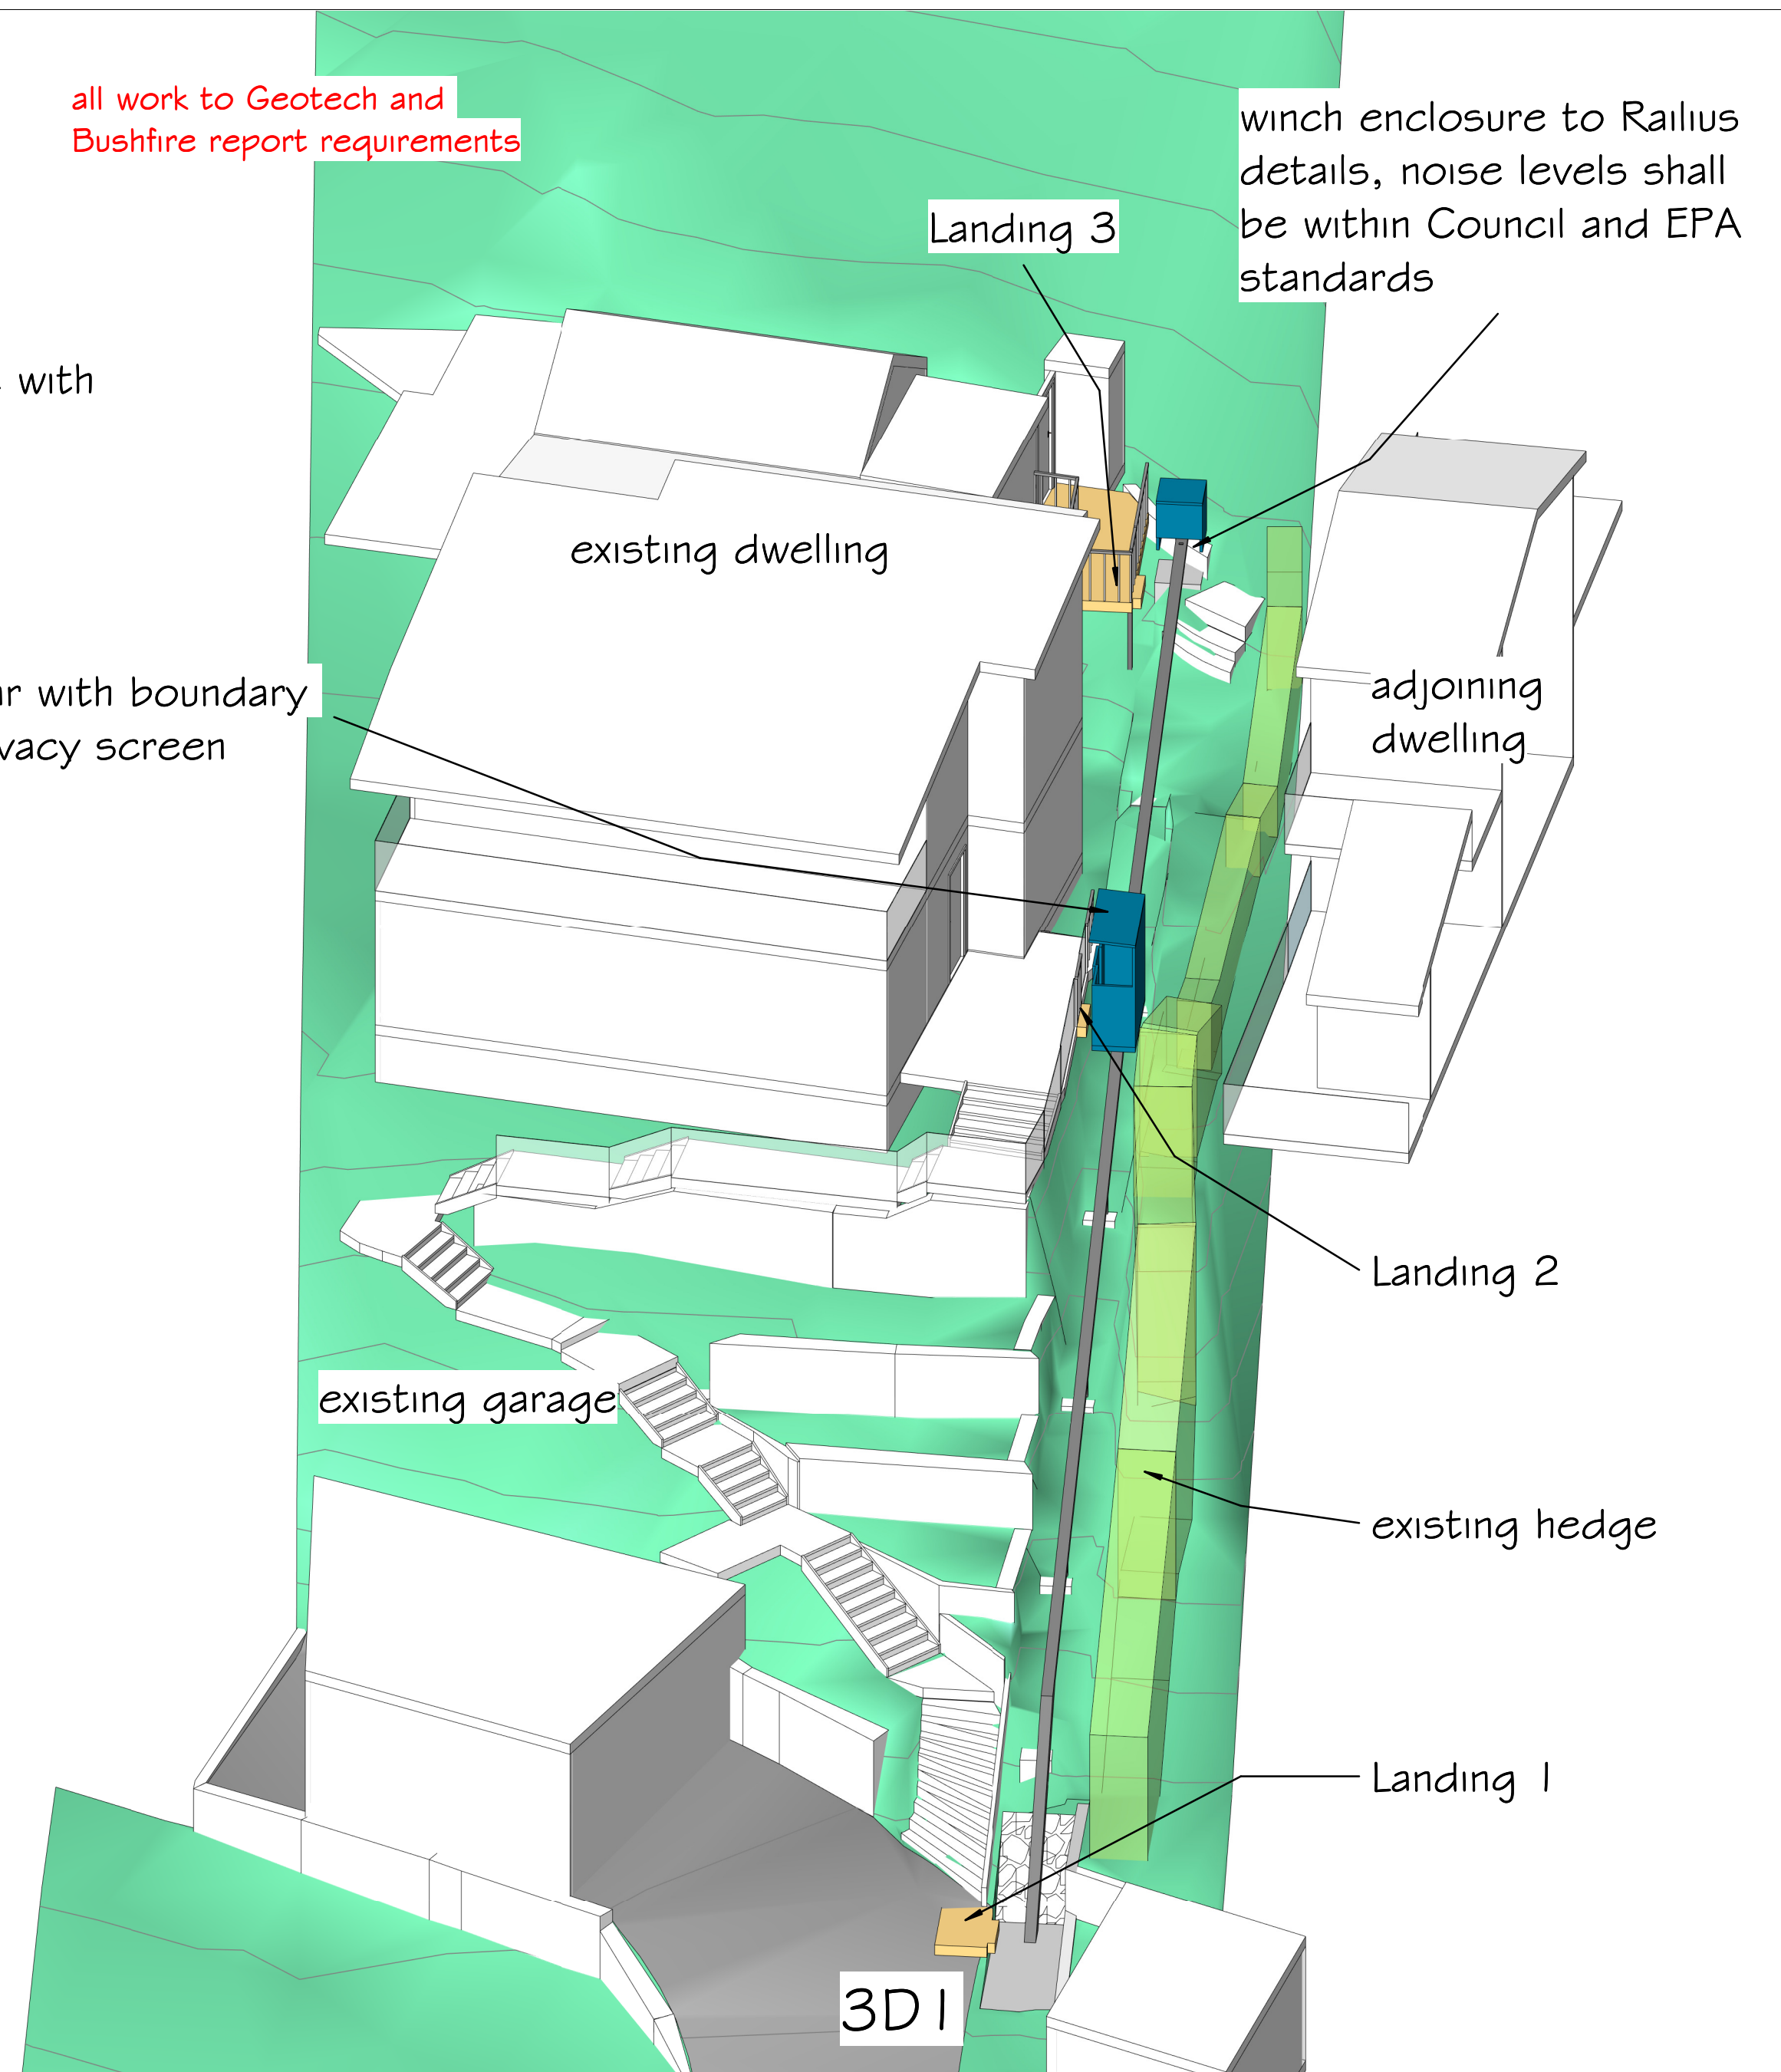 all work to Geotech and
Bushfire report requirements
winch enclosure to Railius
details, noise levels shall
be within Council and EPA
standards
Landing 3
with
existing dwelling
with boundary
screen
adjoining
dwelling
Landing 2
existing garage
existing hedge
Landing 1
3D1